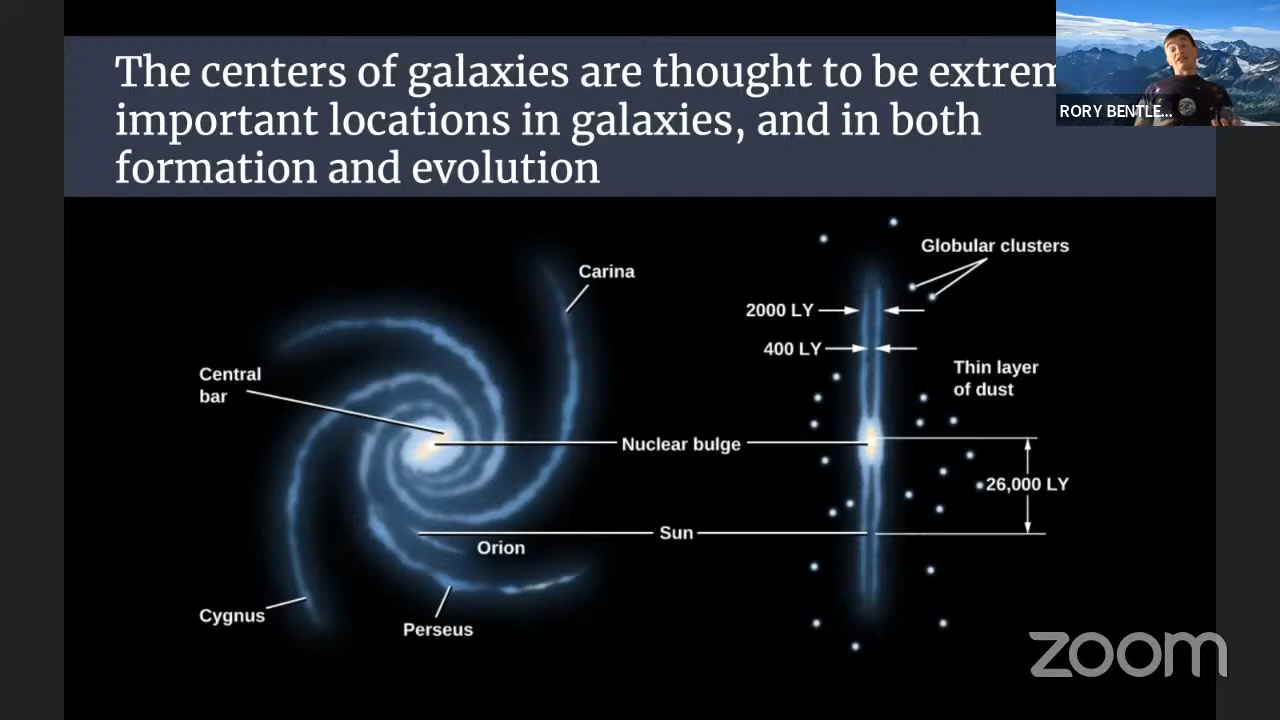 The centers of galaxies are thought to be extrem
important locations in galaxies, and in both
formation and evolution
RORY BENTLE...
Globular clusters
Carina
2000 LY
400 LY
Thin layer
of dust
Central
bar
Nuclear bulge
26,000 LY
Sun
Orion
Cygnus
Perseus
zoom